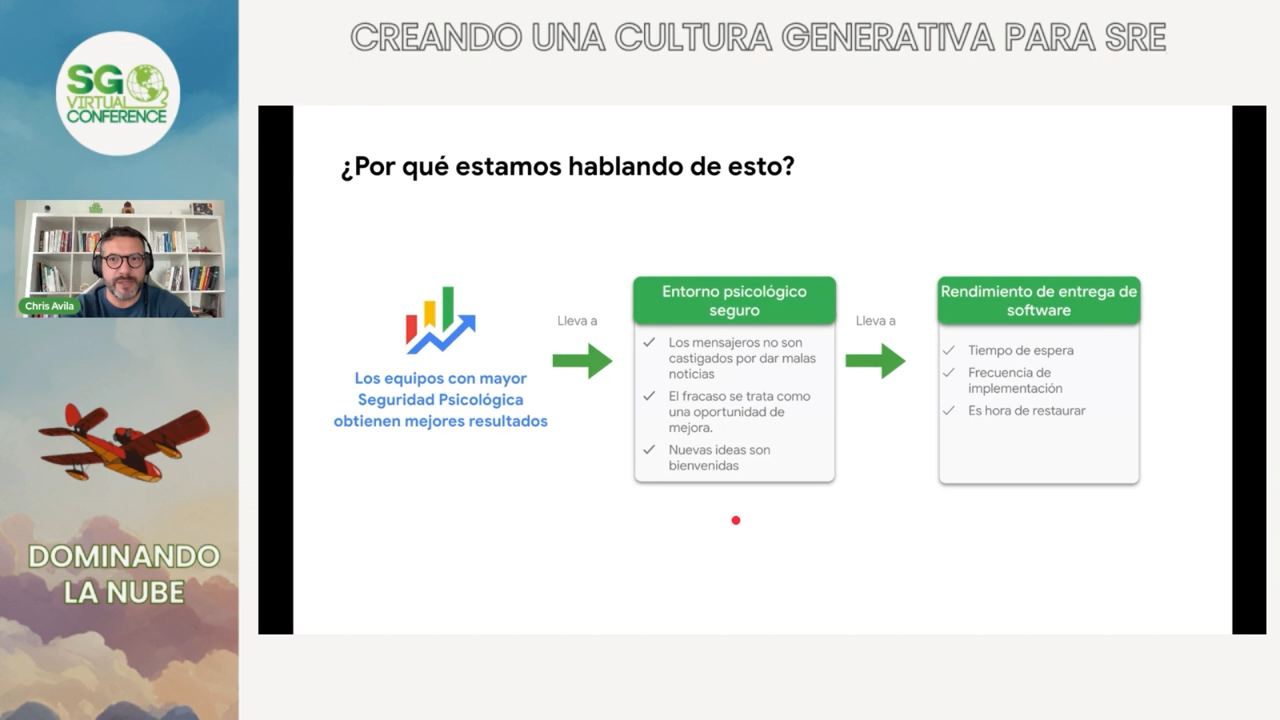 CREANDO UNA CULTURA GENERATIVA PARA SRE
SG
VIRTUAL
CONFERENCE
Chris Avila
DOMINANDO
LA NUBE
¿Por qué estamos hablando de esto?
Los equipos con mayor
Seguridad Psicológica
obtienen mejores resultados
Lleva a
Entorno psicológico
seguro
Los mensajeros no son
castigados por dar malas
noticias
El fracaso se trata como
una oportunidad de
mejora.
Nuevas ideas son
bienvenidas
Lleva a
Rendimiento de entrega de
software
Tiempo de espera
Frecuencia de
implementación
Es hora de restaurar